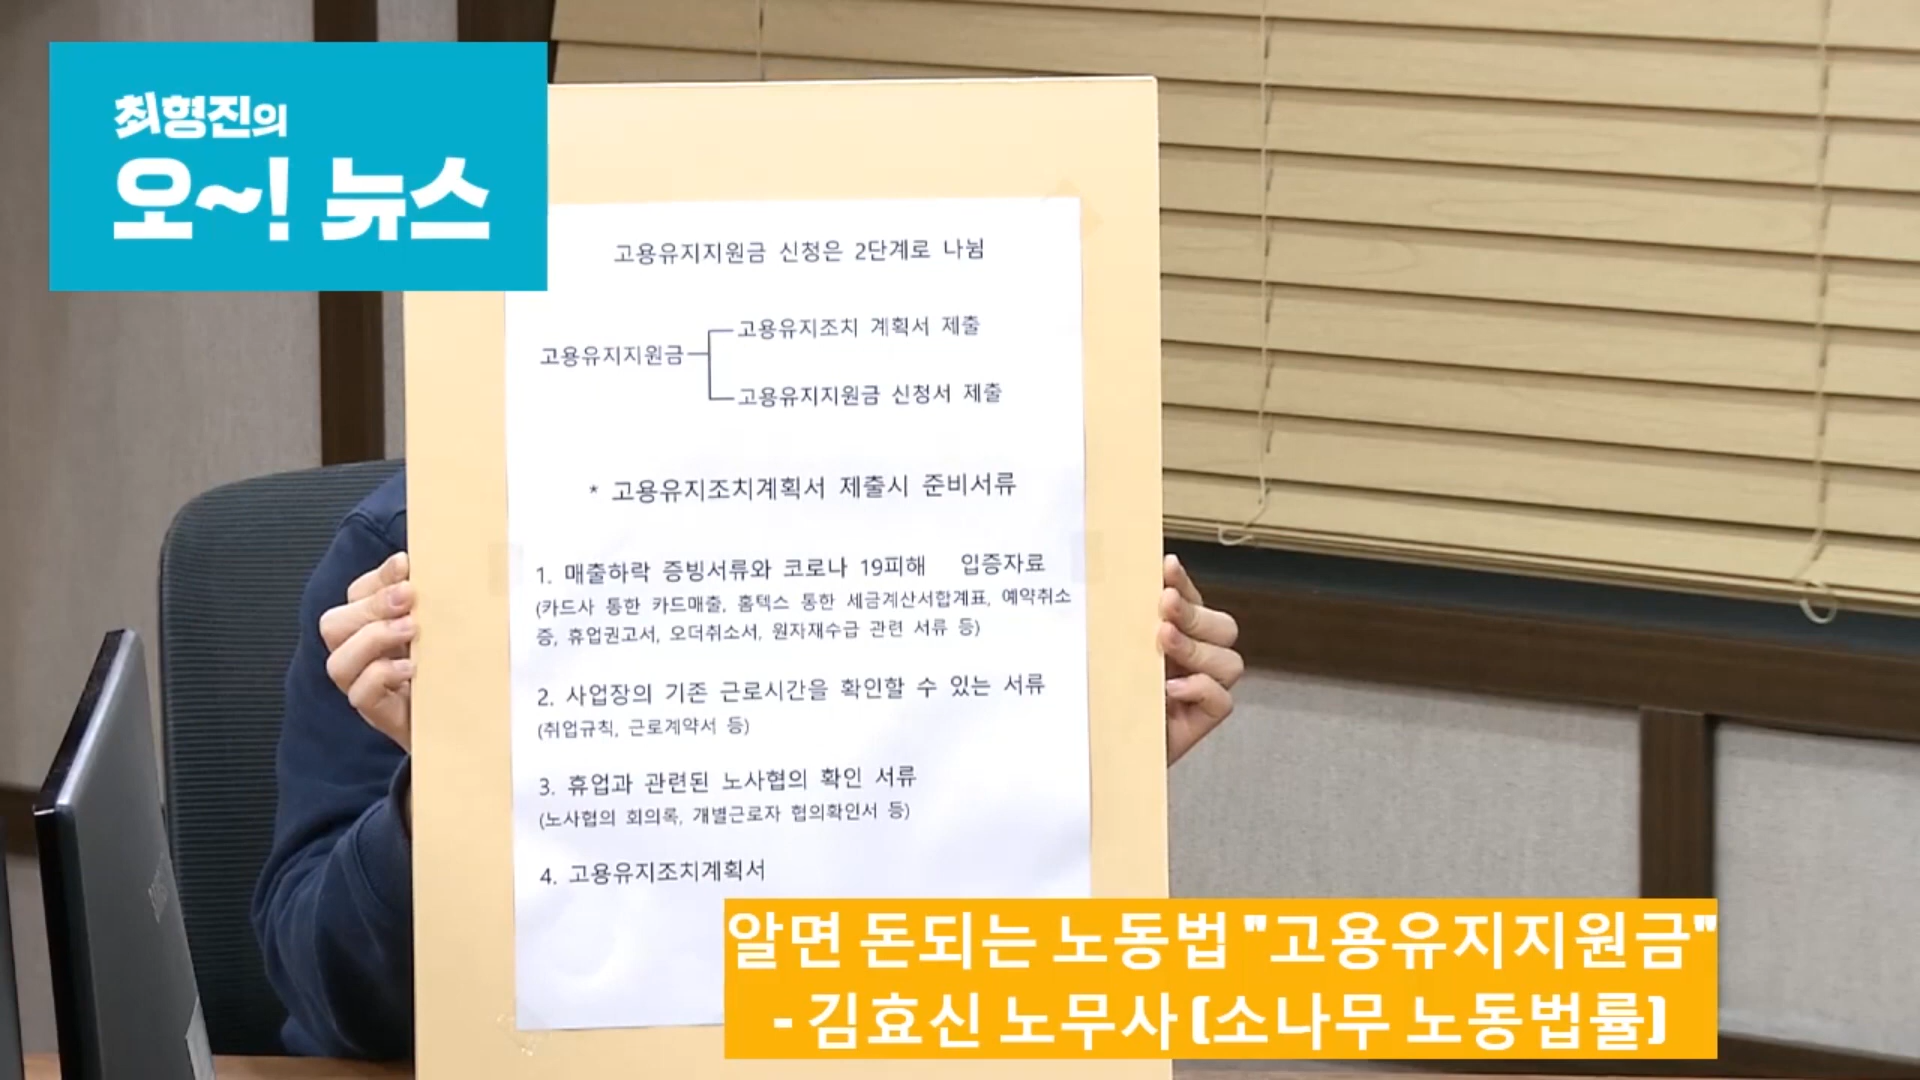 최형진의
오~! 뉴스
고용유지지원금 신청은 2단계로 나뉨
고용유지조치 계획서 제출
고용유지지원금
고용유지지원금 신청서 제출
* 고용유지조치계획서 제출시 준비서류
1. 매출하락 증빙서류와 코로나 19피해 입증자료
(카드사 통한 카드매출, 홈텍스 통한 세금계산서합계표, 예약취소
증, 휴업권고서, 오더취소서, 원자재수급 관련 서류 등)
2. 사업장의 기존 근로시간을 확인할 수 있는 서류
(취업규칙, 근로계약서 등)
3. 휴업과 관련된 노사협의 확인 서류
(노사협의 회의록, 개별근로자 협의확인서 등)
4. 고용유지조치계획서
알면 돈되는 노동법 "고용유지지원금"
- 김효신 노무사 (소나무 노동법률)